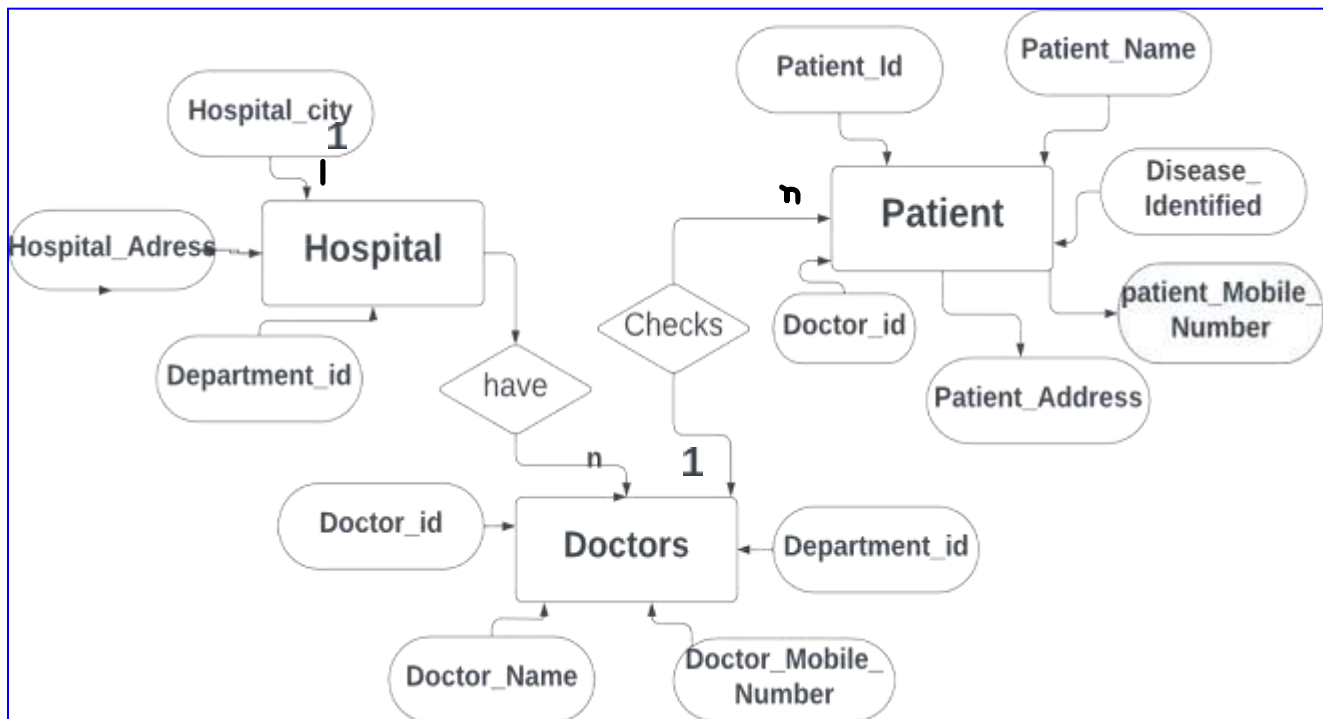 Patient_Id
Patient_Name
Hospital_city
1
1
Disease_
Identified
n
Patient
Hospital_Adress
Hospital
patient_Mobile_
Number
Checks
Doctor_id
Department_id
have
Patient_Address
n
1
Doctor_id
Doctors
Department_id
Doctor_Name
Doctor_Mobile_
Number